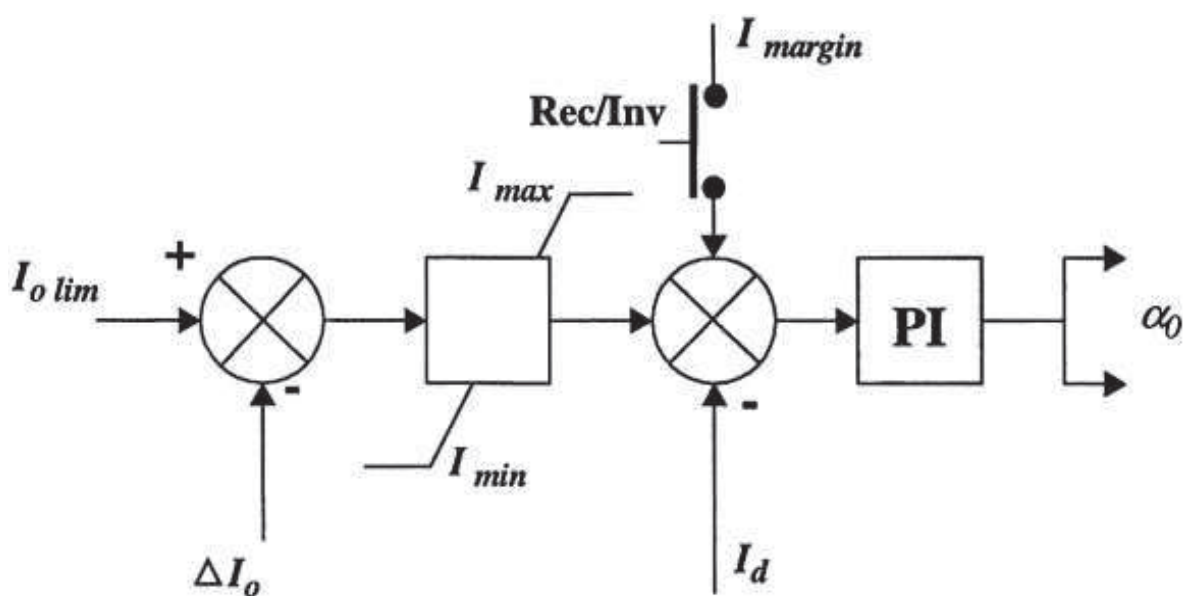 I margin
Rec/Inv
I max
+
I o lim
PI
α0
-
-
I min
ΔIo
Id